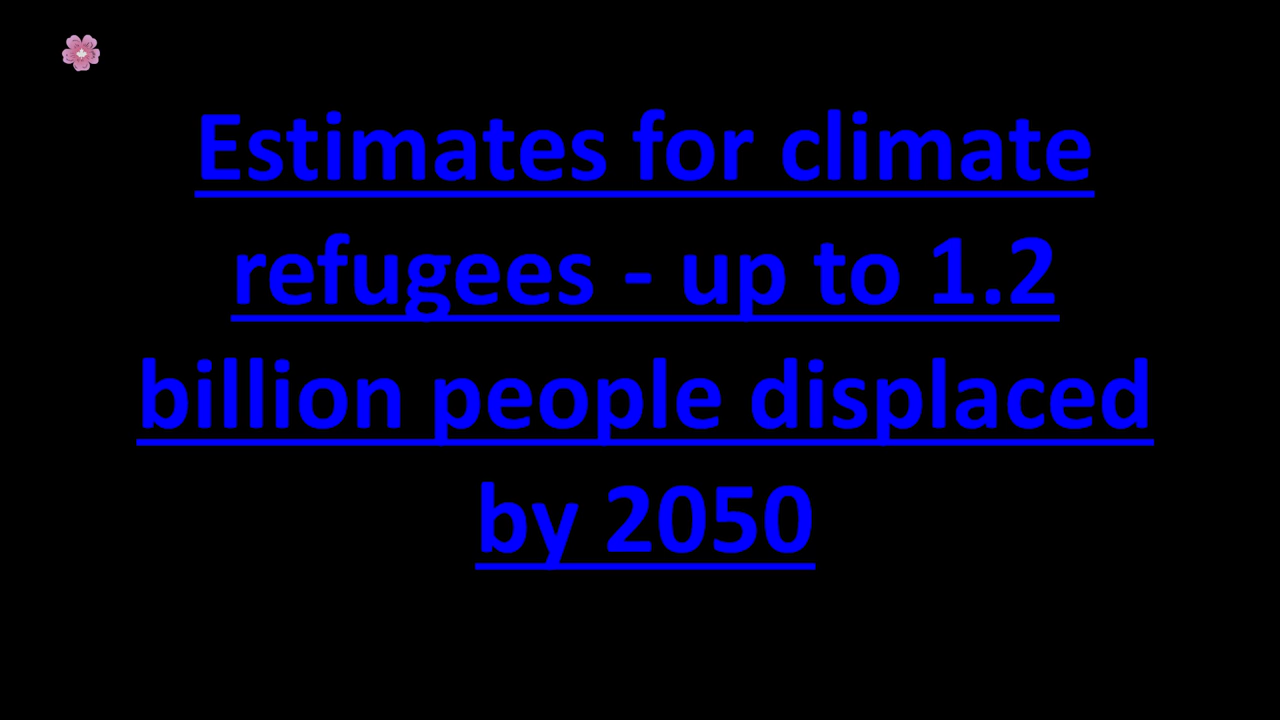 Estimates for climate
refugees - up to 1.2
billion people displaced
by 2050